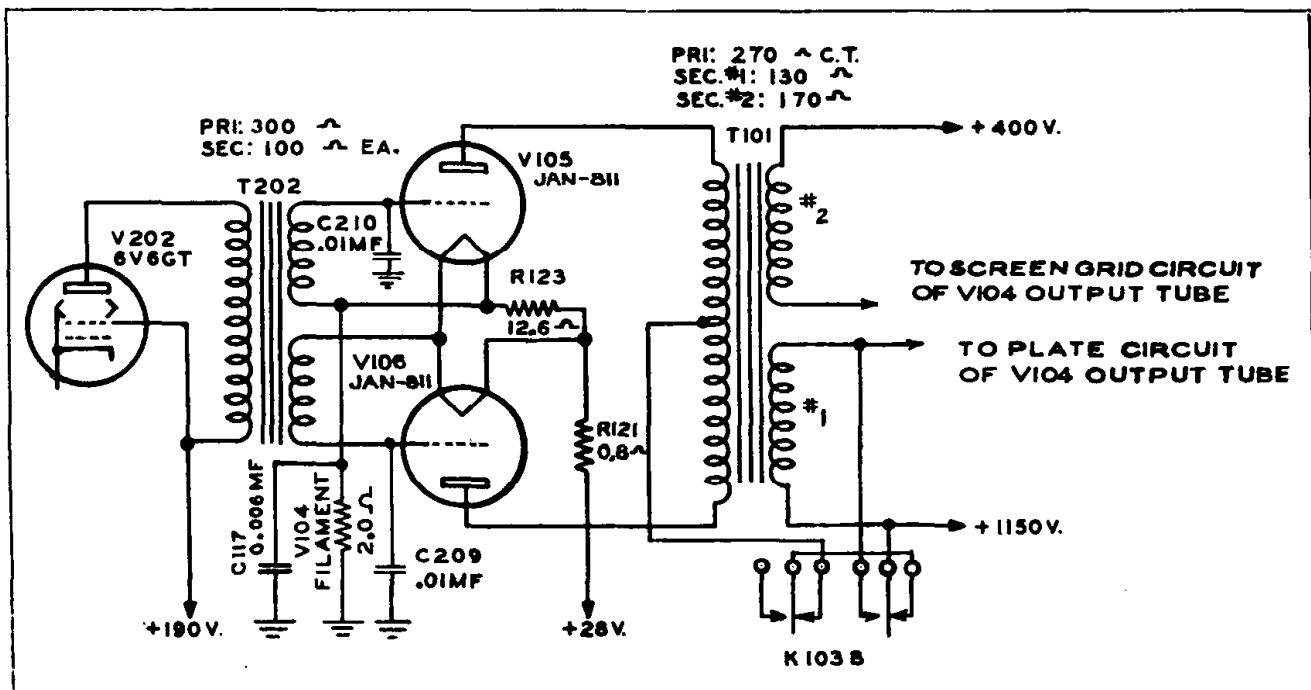 PRI: 270 Ω C.T.
SEC.#1: 130 Ω
SEC.#2: 170 Ω
T101
+400 V.
PRI: 300 Ω
SEC: 100 Ω EA.
T202
V105
JAN-811
V202
6V6GT
C210
.01MF
#2
R123
12.6 Ω
TO SCREEN GRID CIRCUIT
OF V104 OUTPUT TUBE
V106
JAN-811
TO PLATE CIRCUIT
OF V104 OUTPUT TUBE
#1
R121
0.8 Ω
C117
0.006MF
V104
FILAMENT
2.0 Ω
C209
.01MF
+1150 V.
+190 V.
+28 V.
K103B